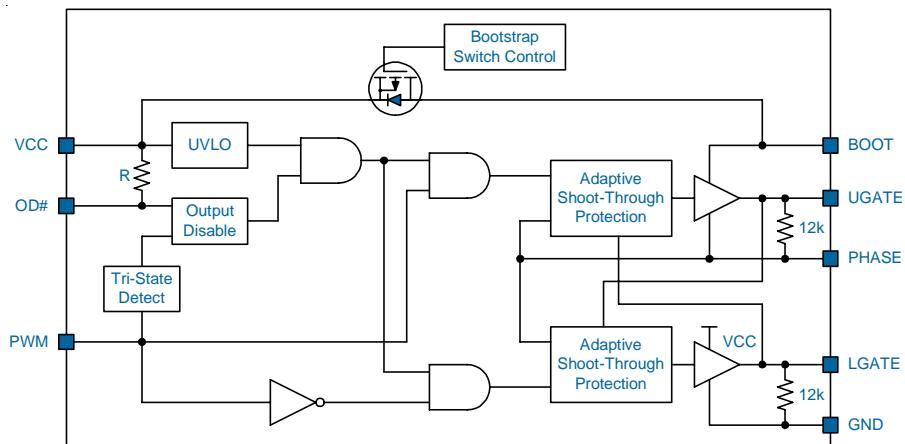 Bootstrap
Switch Control
VCC
UVLO
BOOT
R
Adaptive
Shoot-Through
Protection
UGATE
OD#
Output
Disable
12k
PHASE
Tri-State
Detect
PWM
Adaptive
Shoot-Through
Protection
VCC
LGATE
12k
GND